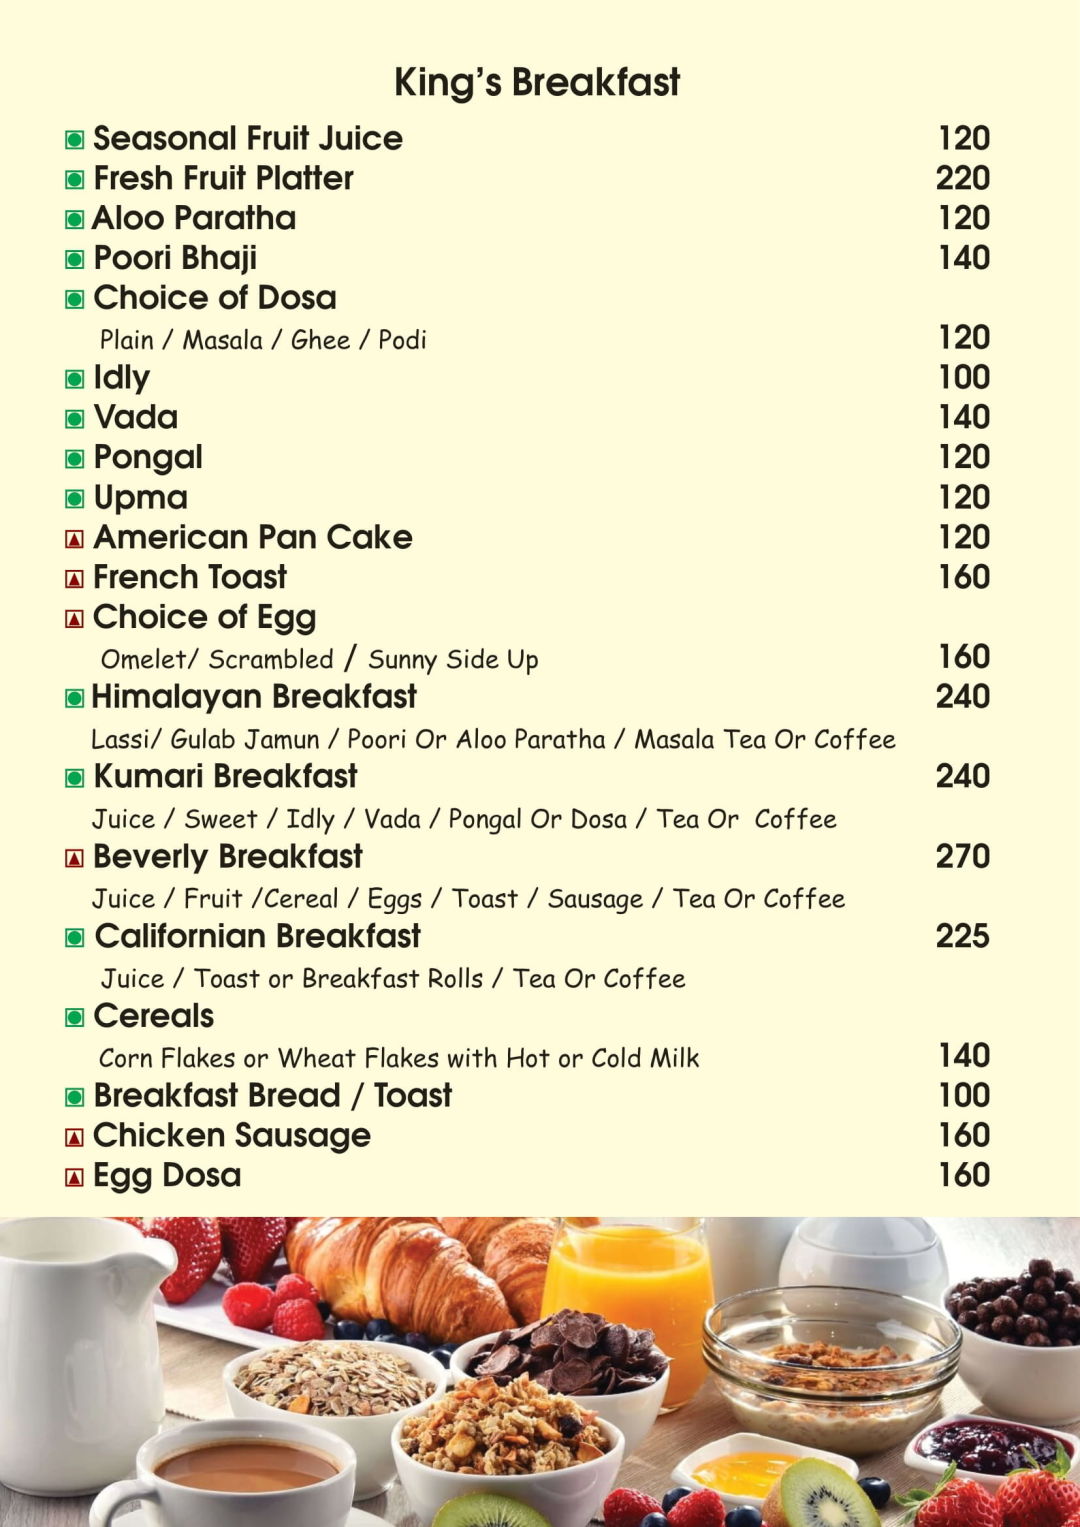 King's Breakfast
Seasonal Fruit Juice 120
Fresh Fruit Platter 220
Aloo Paratha 120
Poori Bhaji 140
Choice of Dosa
Plain / Masala / Ghee / Podi 120
Idly 100
Vada 140
Pongal 120
Upma 120
American Pan Cake 120
French Toast 160
Choice of Egg
Omelet/ Scrambled / Sunny Side Up 160
Himalayan Breakfast 240
Lassi/ Gulab Jamun / Poori Or Aloo Paratha / Masala Tea Or Coffee
Kumari Breakfast 240
Juice / Sweet / Idly / Vada / Pongal Or Dosa / Tea Or Coffee
Beverly Breakfast 270
Juice / Fruit /Cereal / Eggs / Toast / Sausage / Tea Or Coffee
Californian Breakfast 225
Juice / Toast or Breakfast Rolls / Tea Or Coffee
Cereals
Corn Flakes or Wheat Flakes with Hot or Cold Milk 140
Breakfast Bread / Toast 100
Chicken Sausage 160
Egg Dosa 160